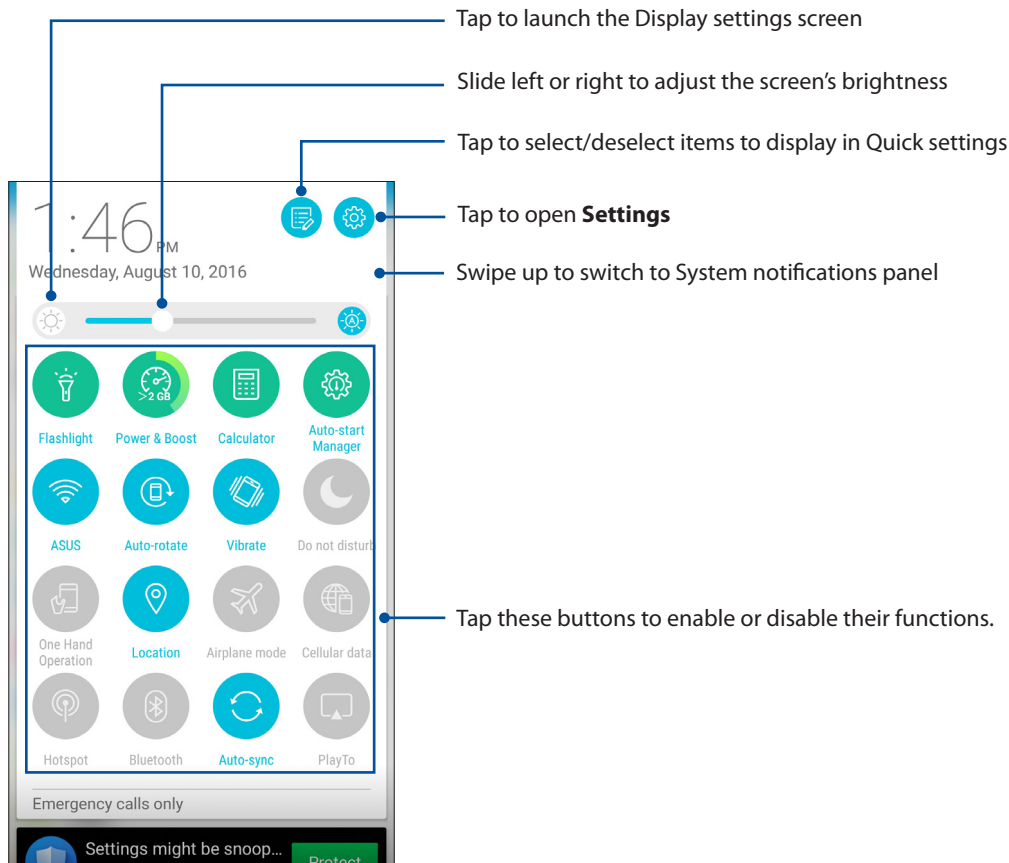 Tap to launch the Display settings screen
Slide left or right to adjust the screen's brightness
Tap to select/deselect items to display in Quick settings
Tap to open Settings
Swipe up to switch to System notifications panel
1:46 PM
Wednesday, August 10, 2016
A
>2 GB
Flashlight
Power & Boost
Calculator
Auto-start
Manager
ASUS
Auto-rotate
Vibrate
Do not disturb
Tap these buttons to enable or disable their functions.
One Hand
Operation
Location
Airplane mode
Cellular data
Hotspot
Bluetooth
Auto-sync
PlayTo
Emergency calls only
Settings might be snoop...
Protect